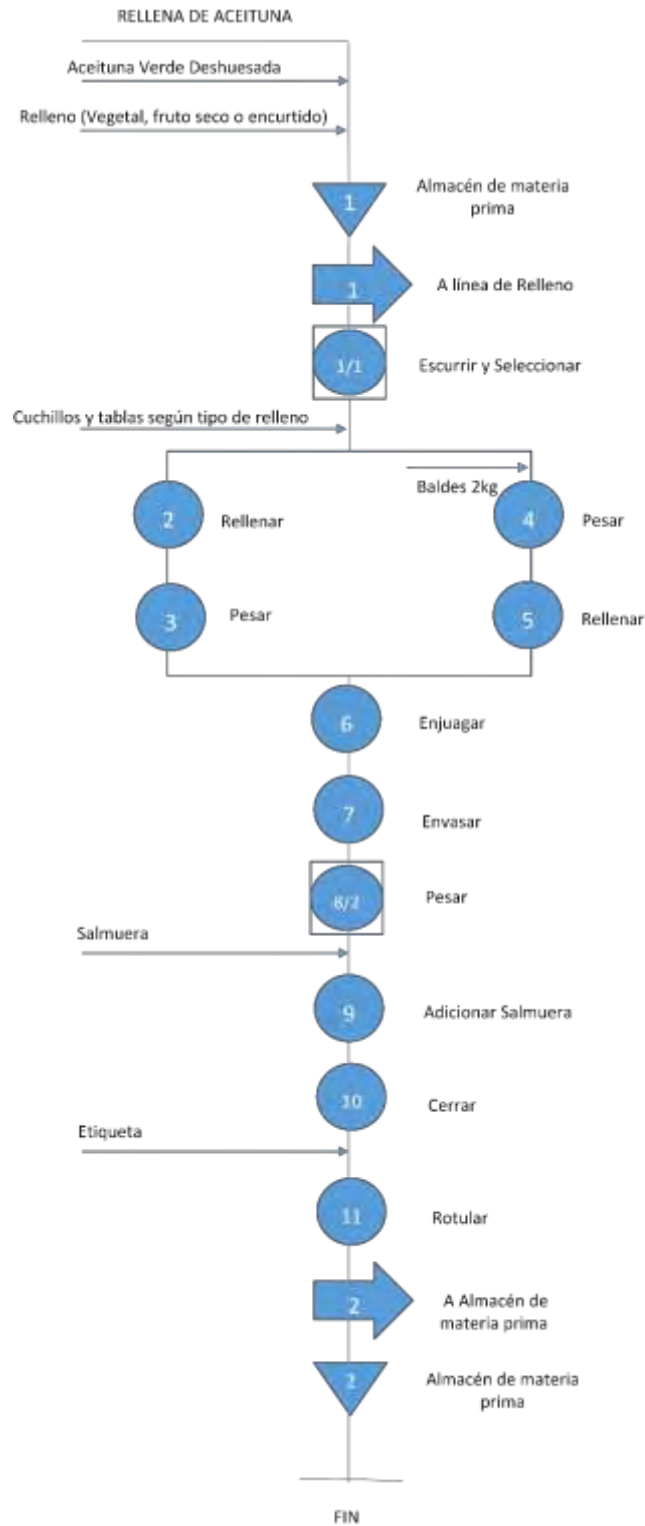 RELLENA DE ACEITUNA
Aceituna Verde Deshuesada
Relleno (Vegetal, fruto seco o encurtido)
1
Almacén de materia
prima
1
A línea de Relleno
1/1
Escurrir y Seleccionar
Cuchillos y tablas según tipo de relleno
Baldes 2kg
2
Rellenar
4
Pesar
3
Pesar
5
Rellenar
6
Enjuagar
7
Envasar
8/2
Pesar
Salmuera
9
Adicionar Salmuera
10
Cerrar
Etiqueta
11
Rotular
2
A Almacén de
materia prima
2
Almacén de materia
prima
FIN